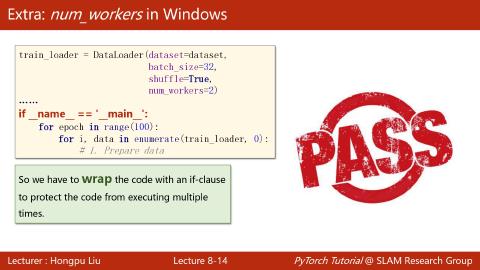 Extra: num_workers in Windows
train_loader = DataLoader(dataset=dataset,
batch_size=32,
shuffle=True,
num_workers=2)
……
if __name__ == '__main__':
for epoch in range(100):
for i, data in enumerate(train_loader, 0):
# 1. Prepare data
So we have to wrap the code with an if-clause
to protect the code from executing multiple
times.
PASS
Lecturer : Hongpu Liu
Lecture 8-14
PyTorch Tutorial @ SLAM Research Group